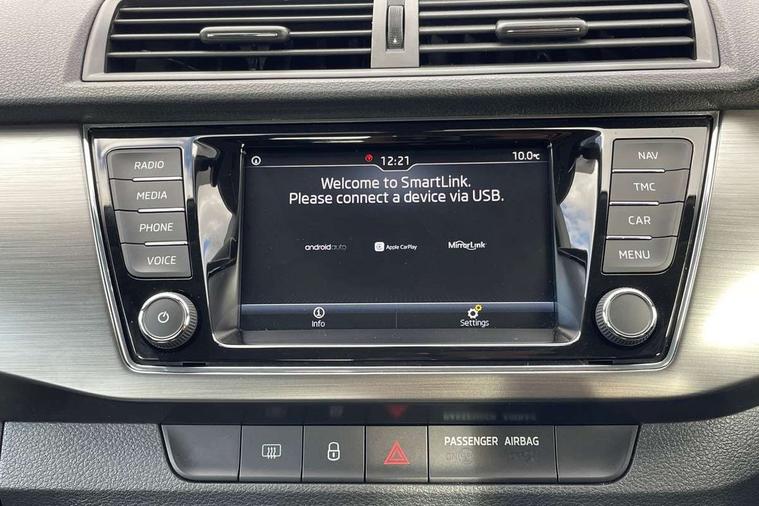 RADIO
MEDIA
PHONE
VOICE
12:21
10.0℃
Welcome to SmartLink.
Please connect a device via USB.
androidauto
Apple CarPlay
MirrorLink
Info
Settings
NAV
TMC
CAR
MENU
PASSENGER AIRBAG